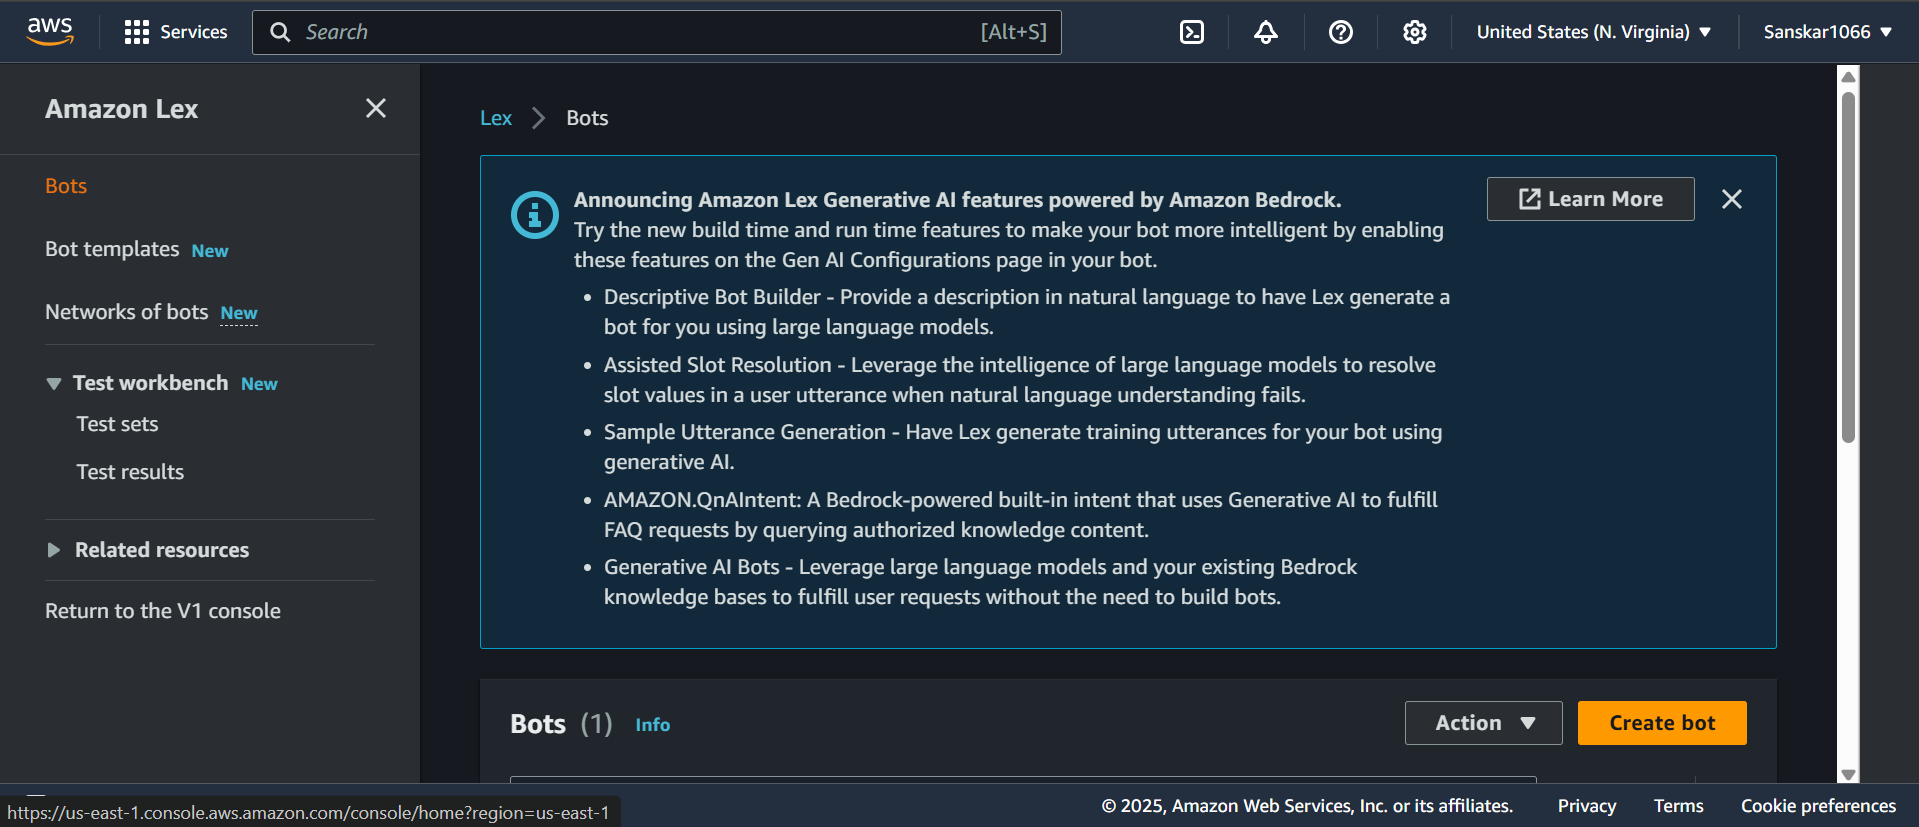 aws
Services
Search
[Alt+S]
United States (N. Virginia)
Sanskar1066
Amazon Lex
Bots
Bot templates New
Networks of bots New
Test workbench New
Test sets
Test results
Related resources
Return to the V1 console
Lex > Bots
Announcing Amazon Lex Generative AI features powered by Amazon Bedrock.
Try the new build time and run time features to make your bot more intelligent by enabling
these features on the Gen AI Configurations page in your bot.
• Descriptive Bot Builder - Provide a description in natural language to have Lex generate a
bot for you using large language models.
• Assisted Slot Resolution - Leverage the intelligence of large language models to resolve
slot values in a user utterance when natural language understanding fails.
• Sample Utterance Generation - Have Lex generate training utterances for your bot using
generative AI.
• AMAZON.QnAIntent: A Bedrock-powered built-in intent that uses Generative AI to fulfill
FAQ requests by querying authorized knowledge content.
• Generative AI Bots - Leverage large language models and your existing Bedrock
knowledge bases to fulfill user requests without the need to build bots.
Learn More
Bots (1) Info
Action
Create bot
https://us-east-1.console.aws.amazon.com/console/home?region=us-east-1
© 2025, Amazon Web Services, Inc. or its affiliates.
Privacy
Terms
Cookie preferences